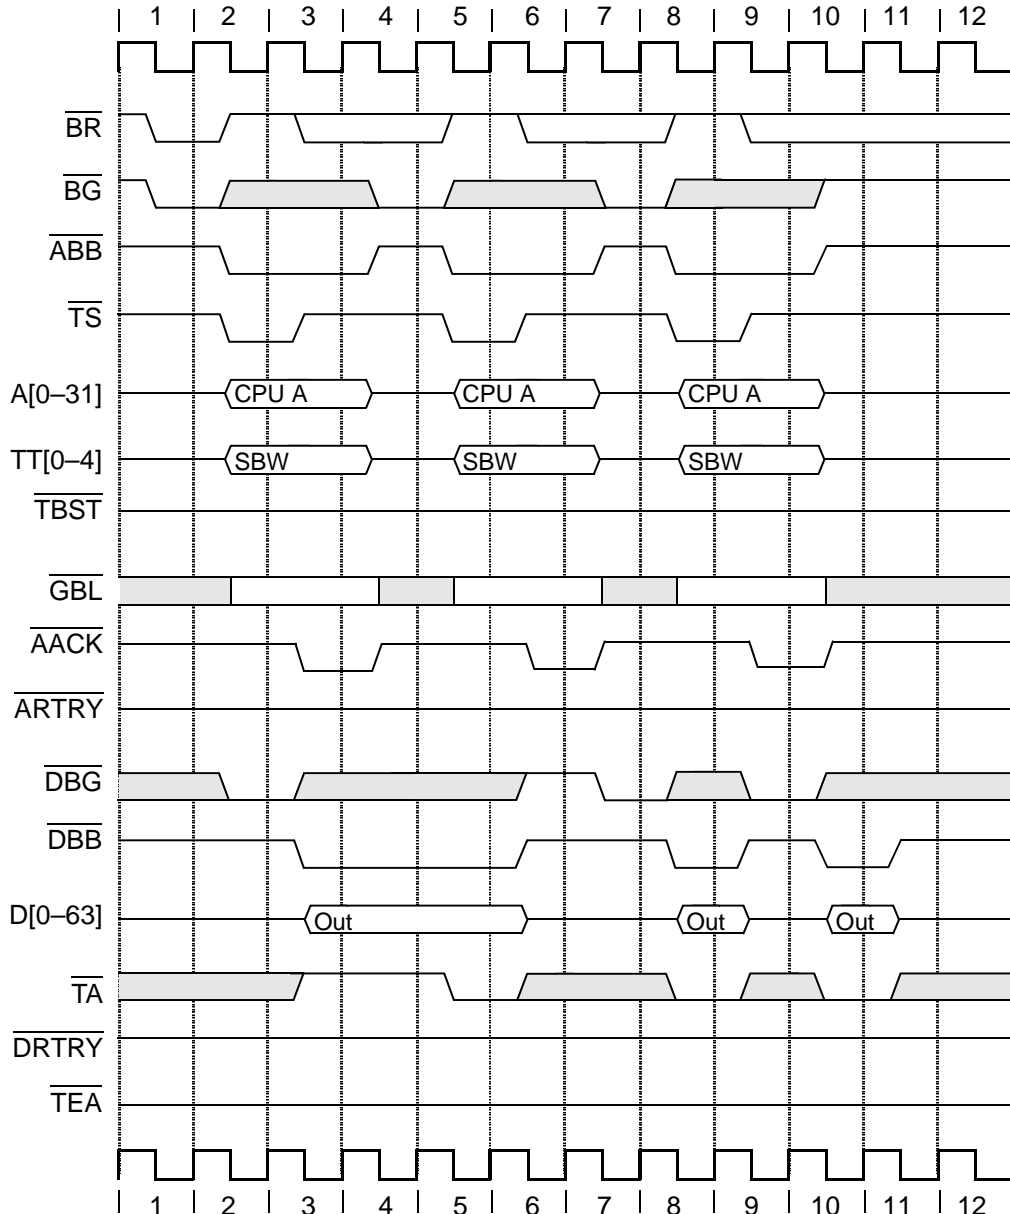 1 2 3 4 5 6 7 8 9 10 11 12
BR
BG
ABB
TS
A[0–31] CPU A CPU A CPU A
TT[0–4] SBW SBW SBW
TBST
GBL
AACK
ARTRY
DBG
DBB
D[0–63] Out Out Out
TA
DRTRY
TEA
1 2 3 4 5 6 7 8 9 10 11 12